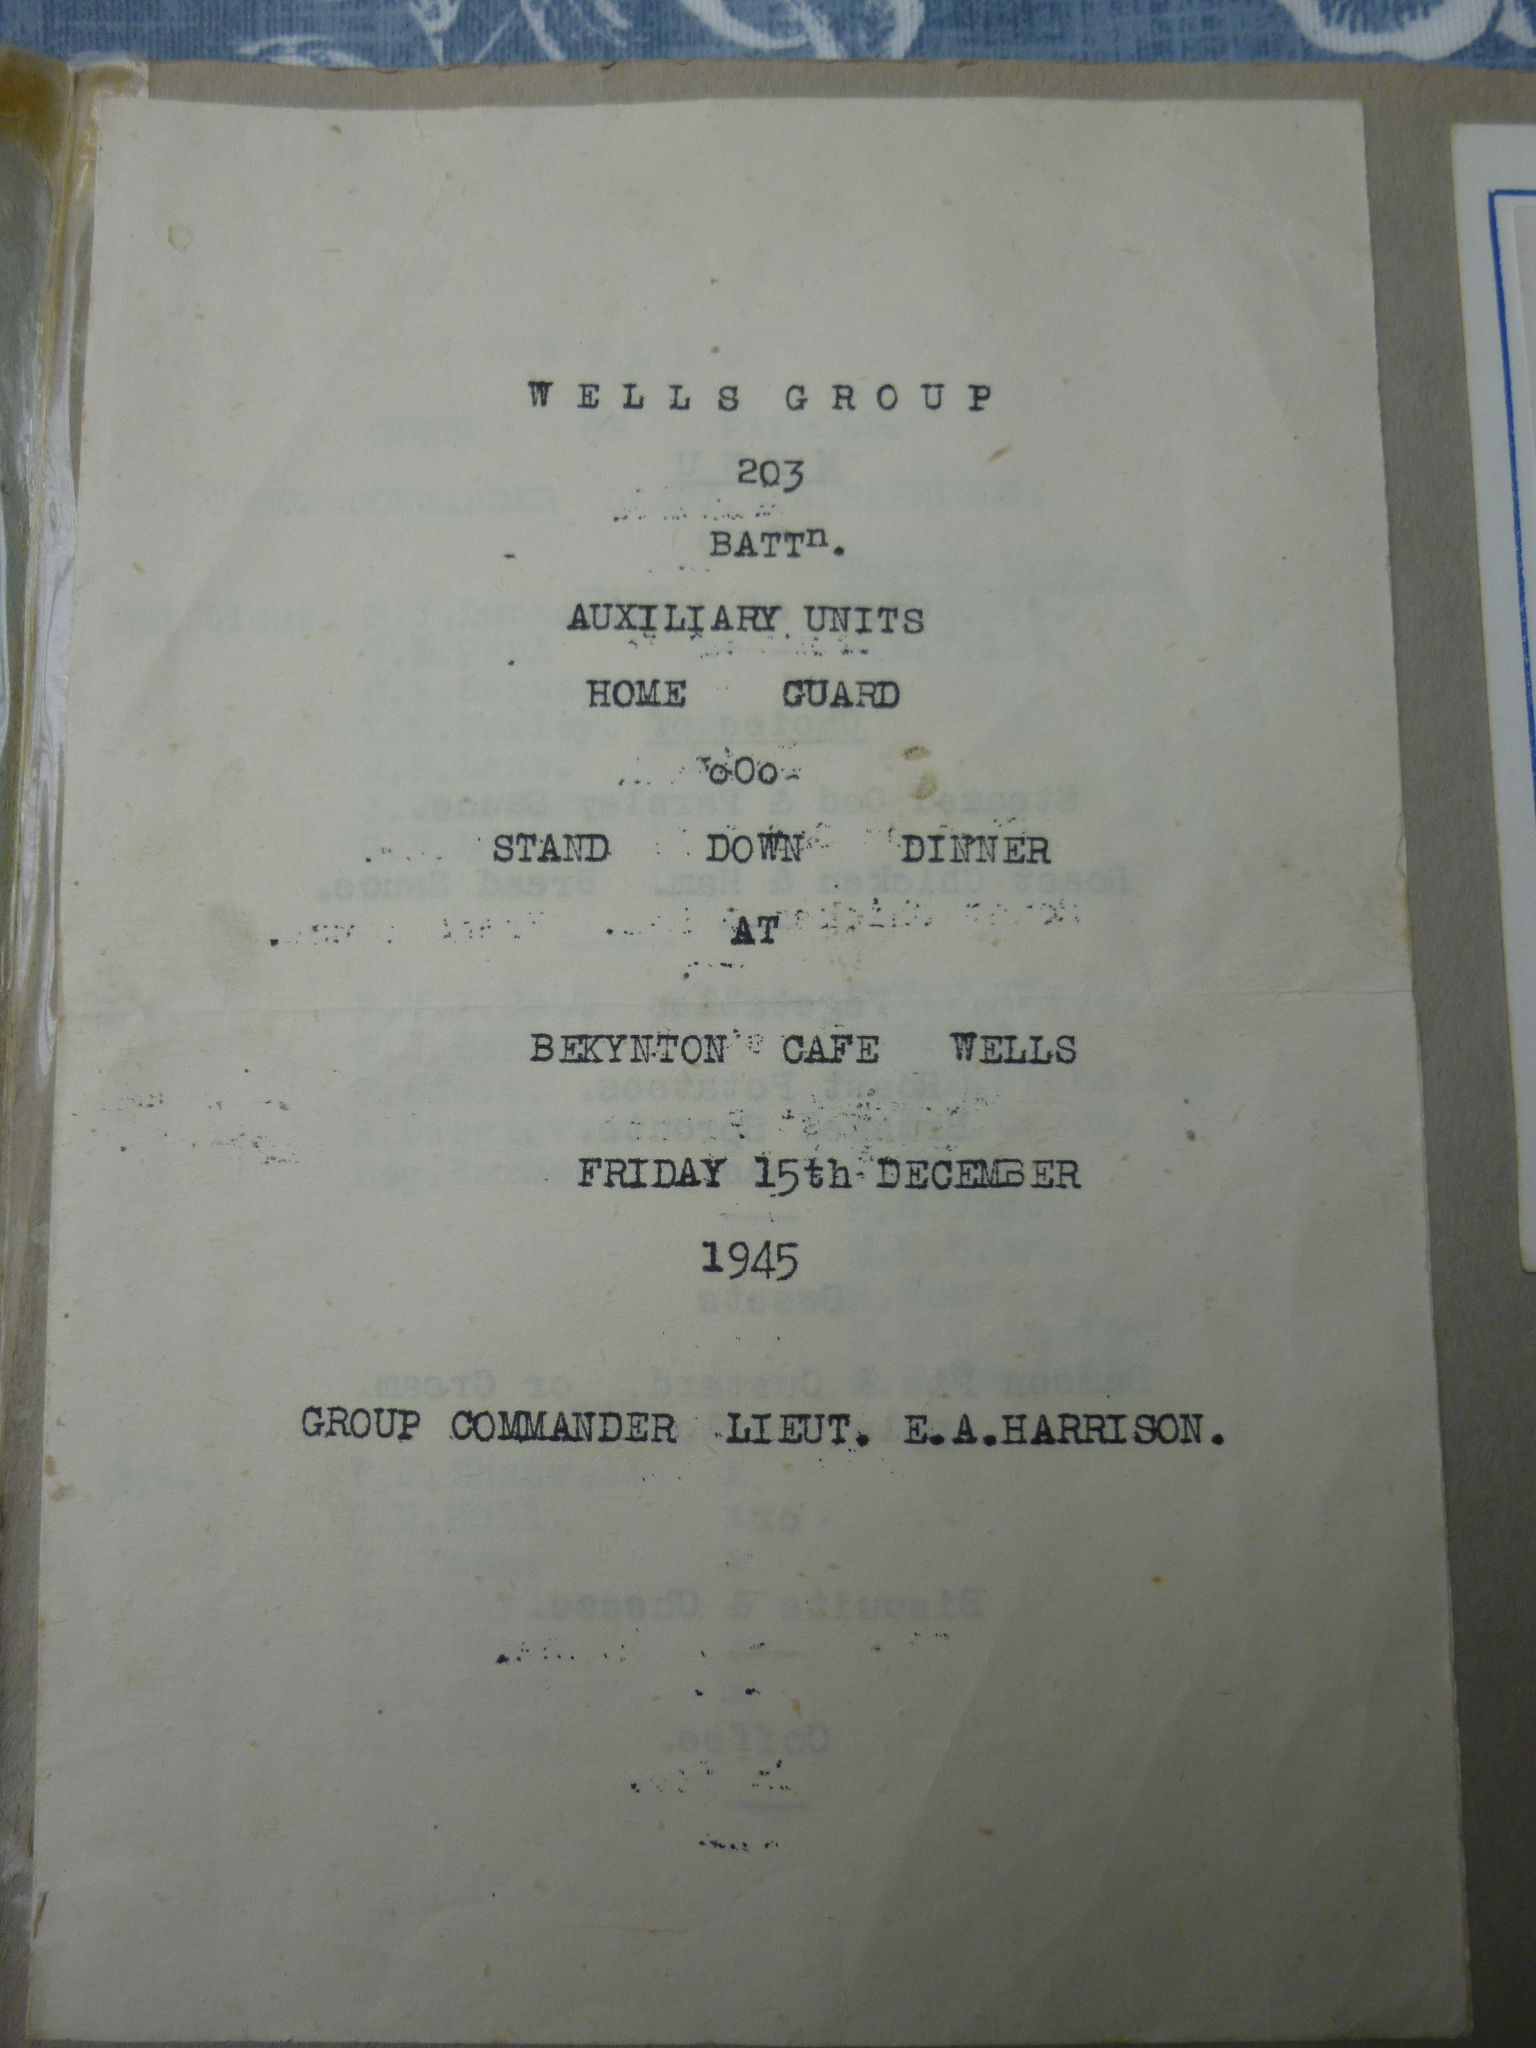 WELLS GROUP
203
BATTn.
AUXILIARY UNITS
HOME GUARD
oOo
STAND DOWN DINNER
AT
BEKYNTON CAFE WELLS
FRIDAY 15th DECEMBER
1945
GROUP COMMANDER LIEUT. E.A.HARRISON.